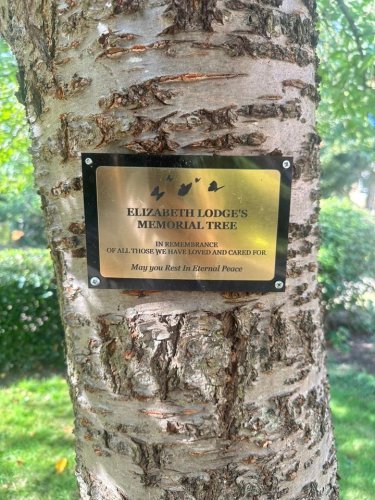 ELIZABETH LODGE'S
MEMORIAL TREE
IN REMEMBRANCE
OF ALL THOSE WE HAVE LOVED AND CARED FOR
May you Rest In Eternal Peace